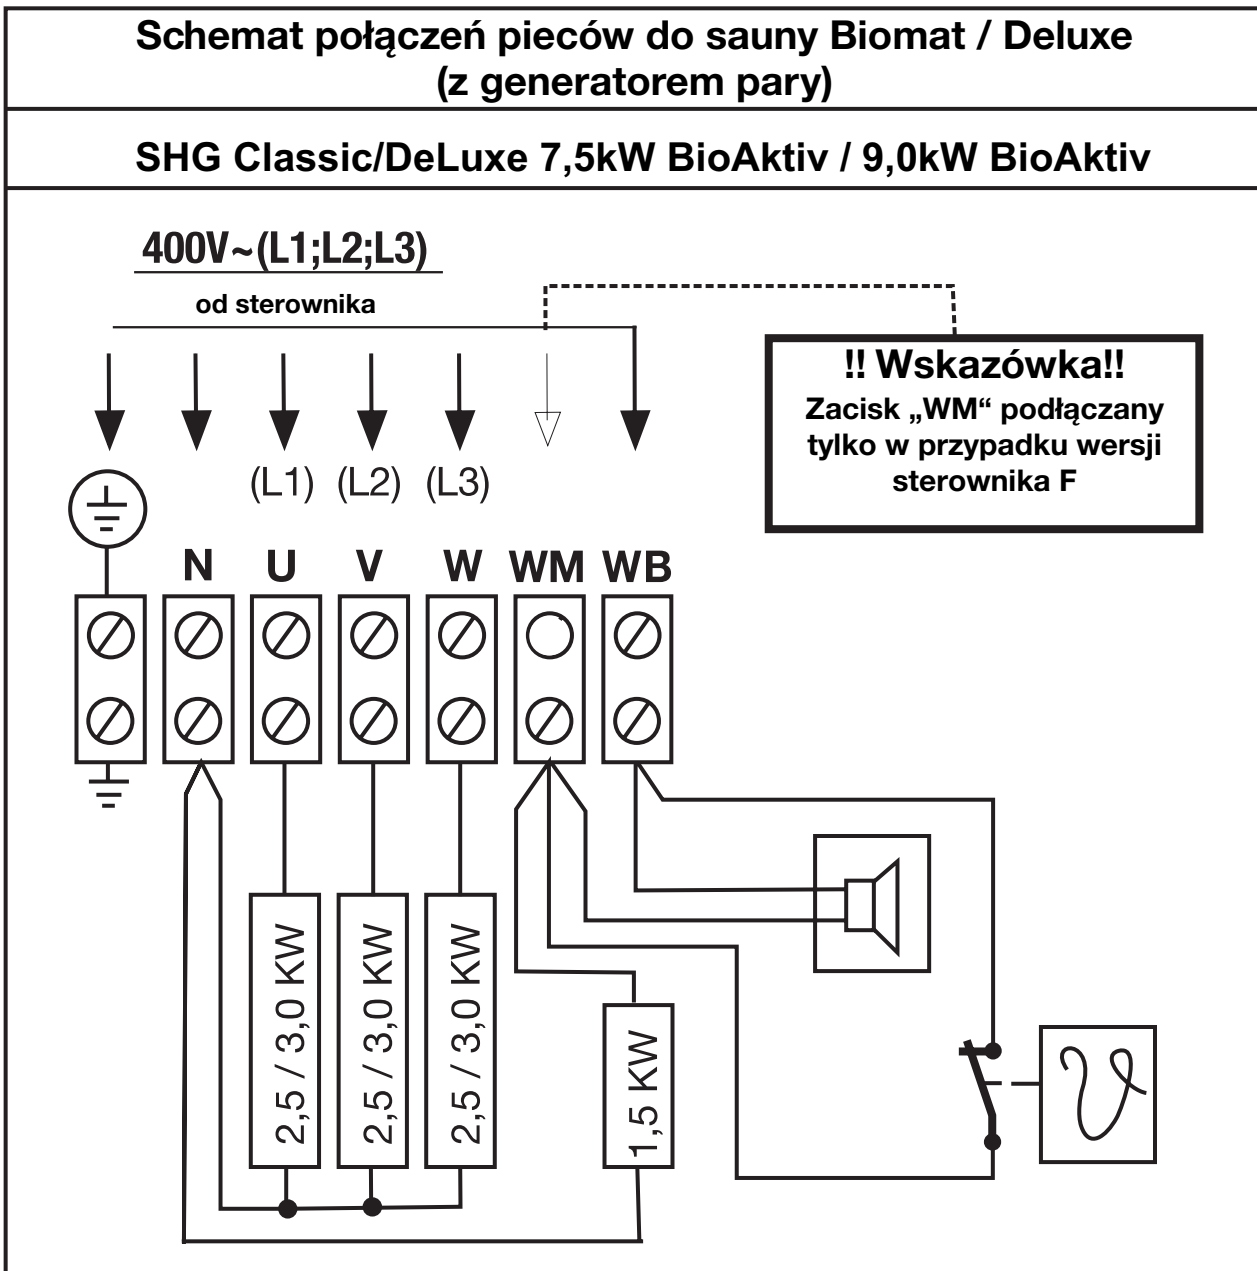 Schemat połączeń pieców do sauny Biomat / Deluxe
(z generatorem pary)
SHG Classic/DeLuxe 7,5kW BioAktiv / 9,0kW BioAktiv
400V~(L1;L2;L3)
od sterownika
!! Wskazówka!!
Zacisk „WM“ podłączany
tylko w przypadku wersji
sterownika F
(L1) (L2) (L3)
N U V W WM WB
2,5 / 3,0 KW
2,5 / 3,0 KW
2,5 / 3,0 KW
1,5 KW
ϑ